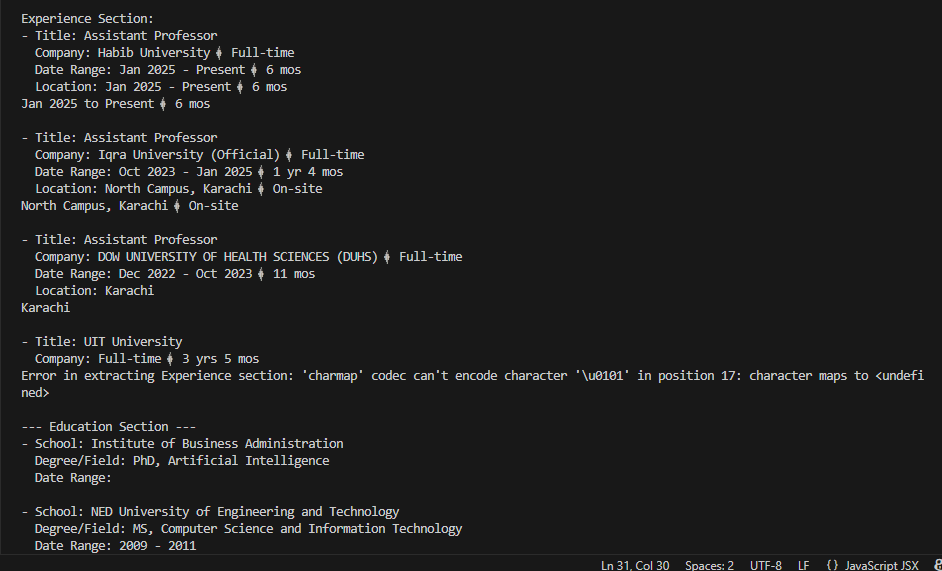 Experience Section:
- Title: Assistant Professor
Company: Habib University ⧫ Full-time
Date Range: Jan 2025 - Present ⧫ 6 mos
Location: Jan 2025 - Present ⧫ 6 mos
Jan 2025 to Present ⧫ 6 mos
- Title: Assistant Professor
Company: Iqra University (Official) ⧫ Full-time
Date Range: Oct 2023 - Jan 2025 ⧫ 1 yr 4 mos
Location: North Campus, Karachi ⧫ On-site
North Campus, Karachi ⧫ On-site
- Title: Assistant Professor
Company: DOW UNIVERSITY OF HEALTH SCIENCES (DUHS) ⧫ Full-time
Date Range: Dec 2022 - Oct 2023 ⧫ 11 mos
Location: Karachi
Karachi
- Title: UIT University
Company: Full-time ⧫ 3 yrs 5 mos
Error in extracting Experience section: 'charmap' codec can't encode character '\u0101' in position 17: character maps to <undefi
ned>
--- Education Section ---
- School: Institute of Business Administration
Degree/Field: PhD, Artificial Intelligence
Date Range:
- School: NED University of Engineering and Technology
Degree/Field: MS, Computer Science and Information Technology
Date Range: 2009 - 2011
Ln 31, Col 30 Spaces: 2 UTF-8 LF {} JavaScript JSX